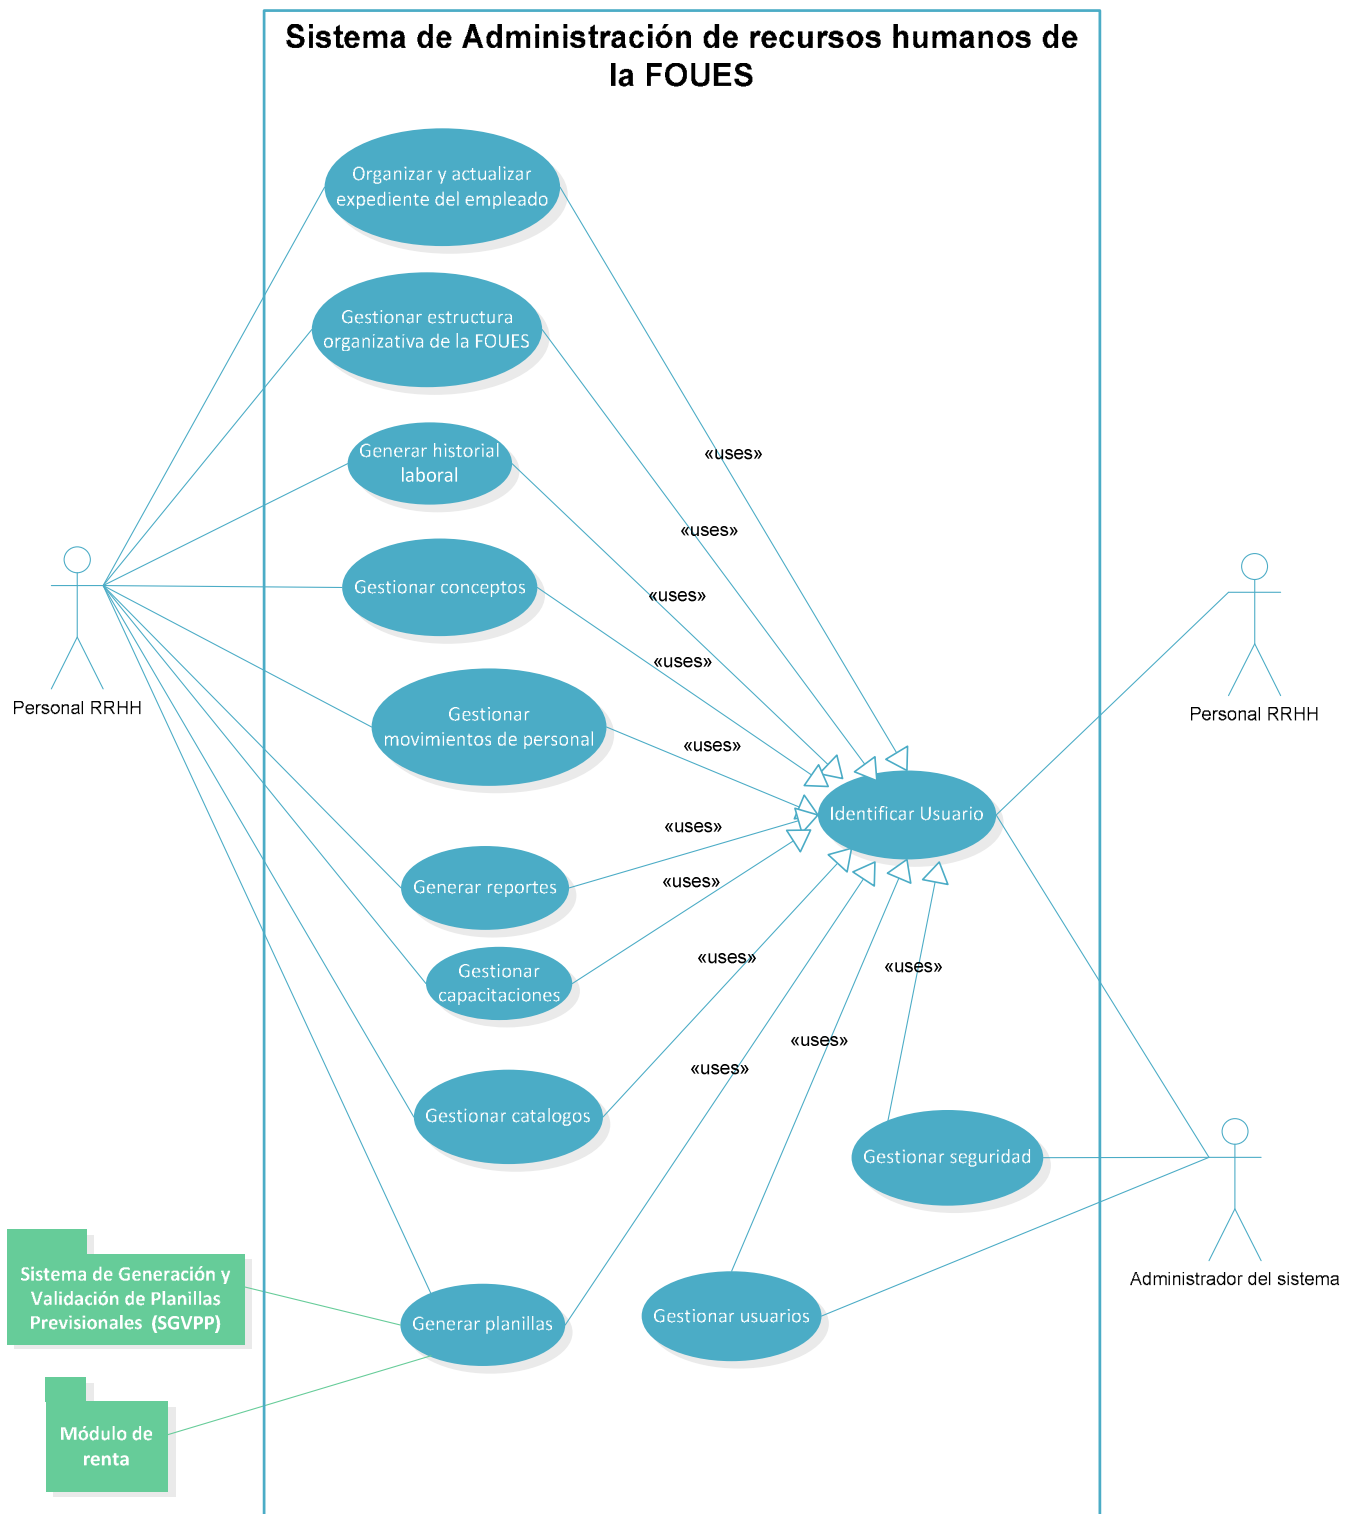 Sistema de Administración de recursos humanos de
la FOUES
Organizar y actualizar
expediente del empleado
Gestionar estructura
organizativa de la FOUES
Generar historial
laboral
«uses»
«uses»
Gestionar conceptos
«uses»
«uses»
Personal RRHH
Personal RRHH
Gestionar
movimientos de personal
«uses»
Identificar Usuario
«uses»
Generar reportes
«uses»
Gestionar
capacitaciones
«uses»
«uses»
«uses»
«uses»
Gestionar catalogos
Gestionar seguridad
Sistema de Generación y
Validación de Planillas
Previsionales (SGVPP)
Generar planillas
Gestionar usuarios
Administrador del sistema
Módulo de
renta